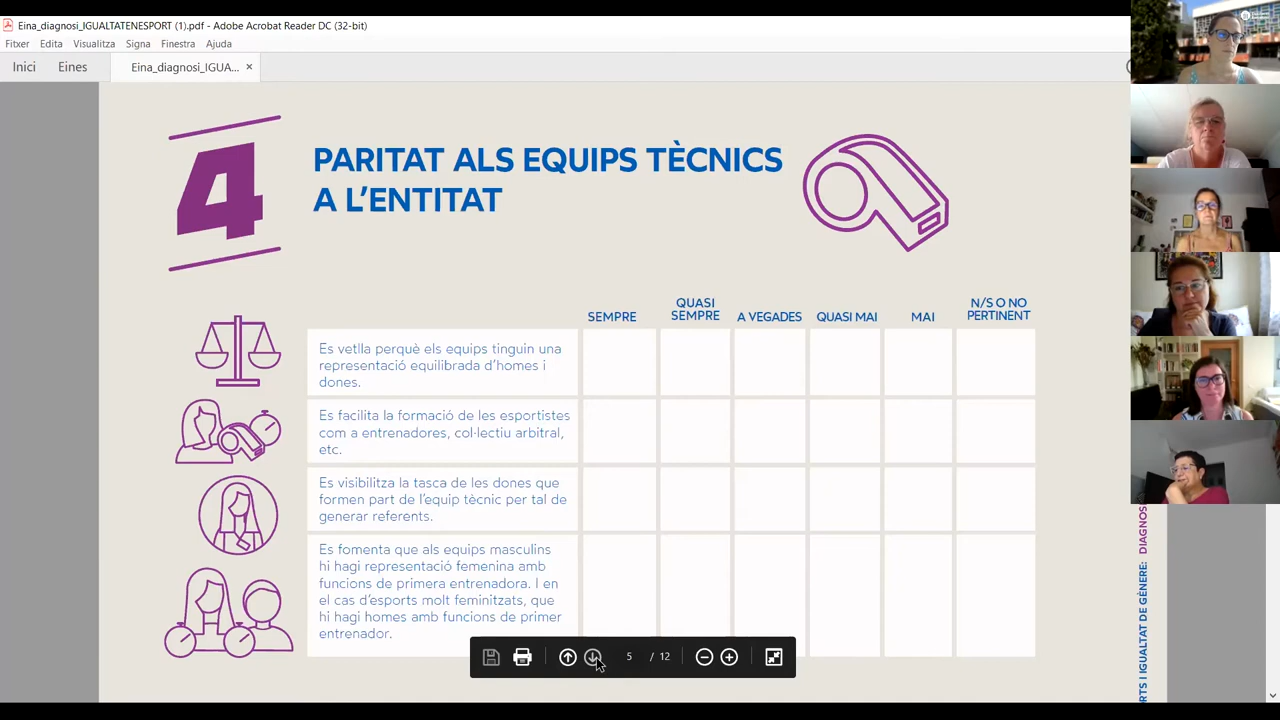 Eina_diagnosi_IGUALTATENESPORT (1).pdf - Adobe Acrobat Reader DC (32-bit)
Fitxer Edita Visualitza Signa Finestra Ajuda
Inici Eines Eina_diagnosi_IGUA... ×
4
PARITAT ALS EQUIPS TÈCNICS
A L'ENTITAT
SEMPRE
QUASI
SEMPRE
A VEGADES
QUASI MAI
MAI
N/S O NO
PERTINENT
Es vetlla perquè els equips tinguin una
representació equilibrada d'homes i
dones.
Es facilita la formació de les esportistes
com a entrenadores, col·lectiu arbitral,
etc.
Es visibilitza la tasca de les dones que
formen part de l'equip tècnic per tal de
generar referents.
Es fomenta que als equips masculins
hi hagi representació femenina amb
funcions de primera entrenadora. I en
el cas d'esports molt feminitzats, que
hi hagi homes amb funcions de primer
entrenador.
5 / 12
RTS I IGUALTAT DE GÈNERE: DIAGNOS